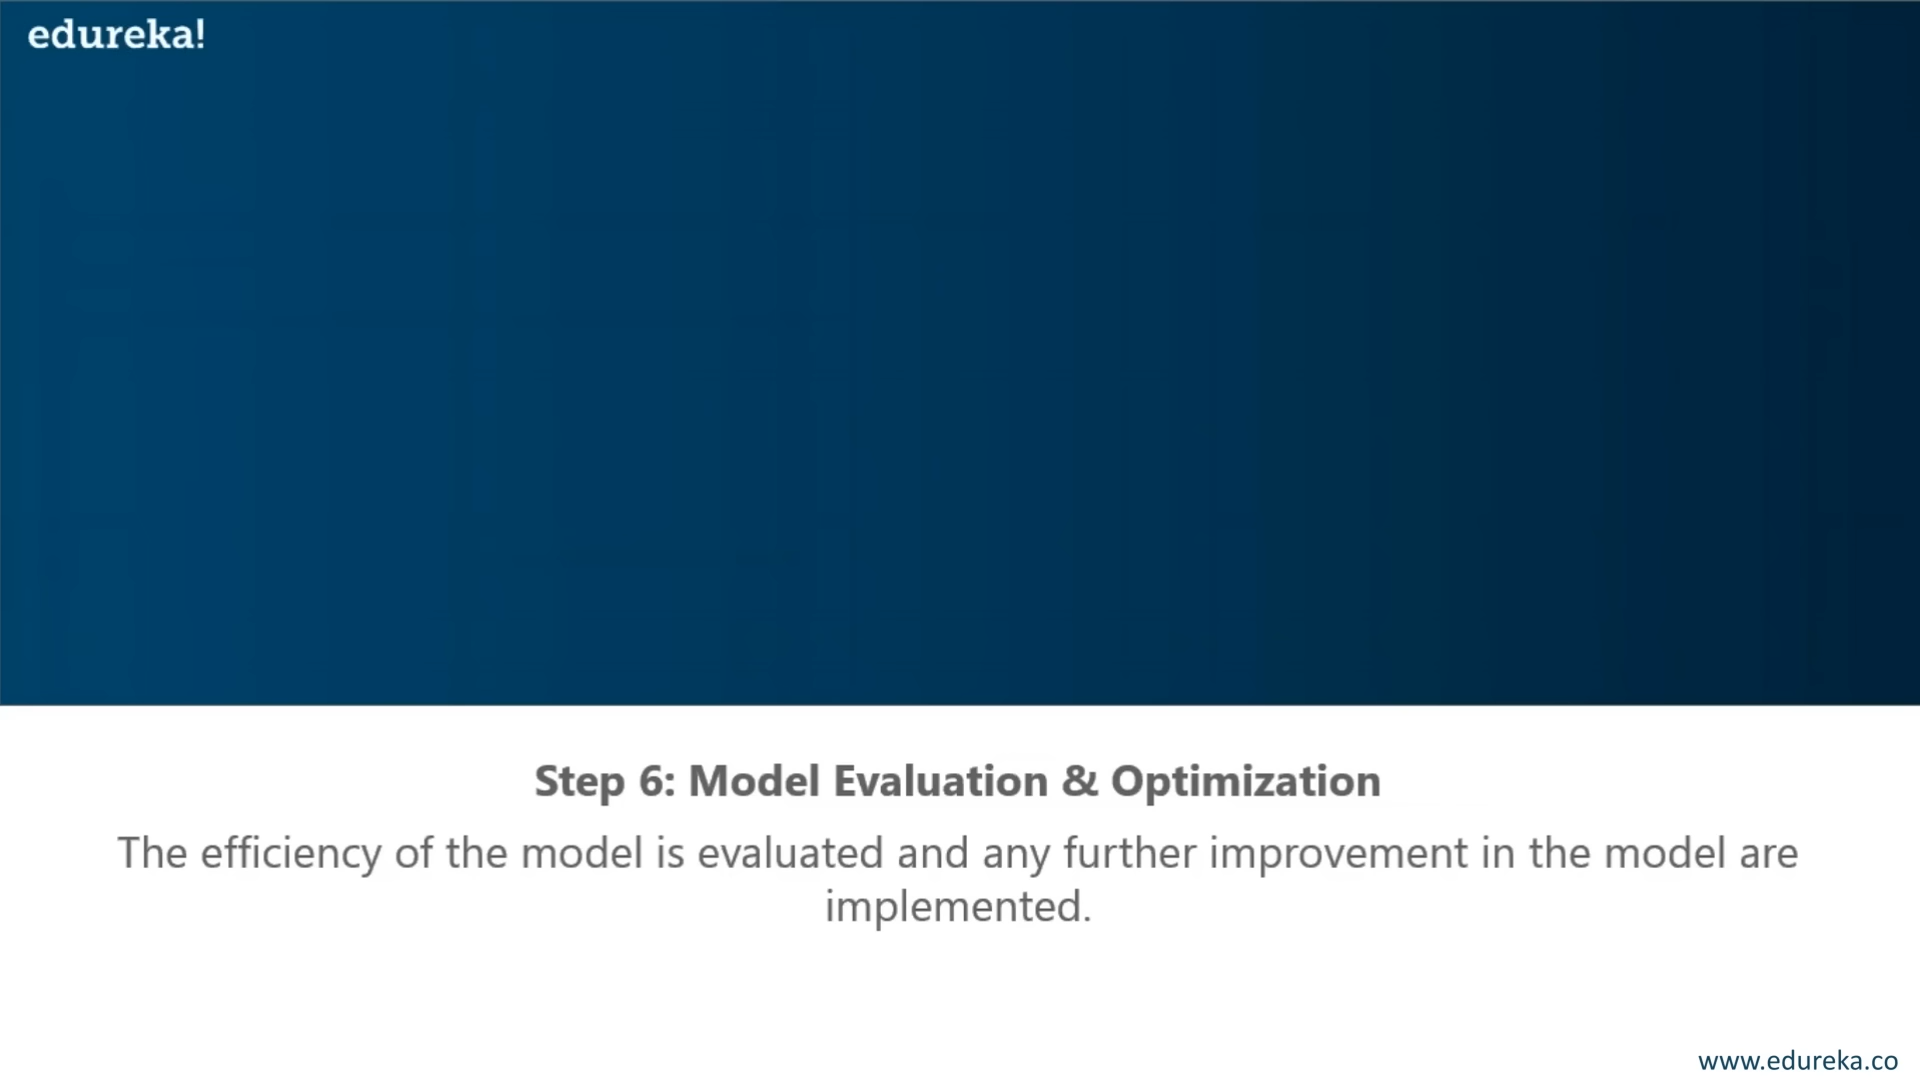 edureka!
Step 6: Model Evaluation & Optimization
The efficiency of the model is evaluated and any further improvement in the model are
implemented.
www.edureka.co